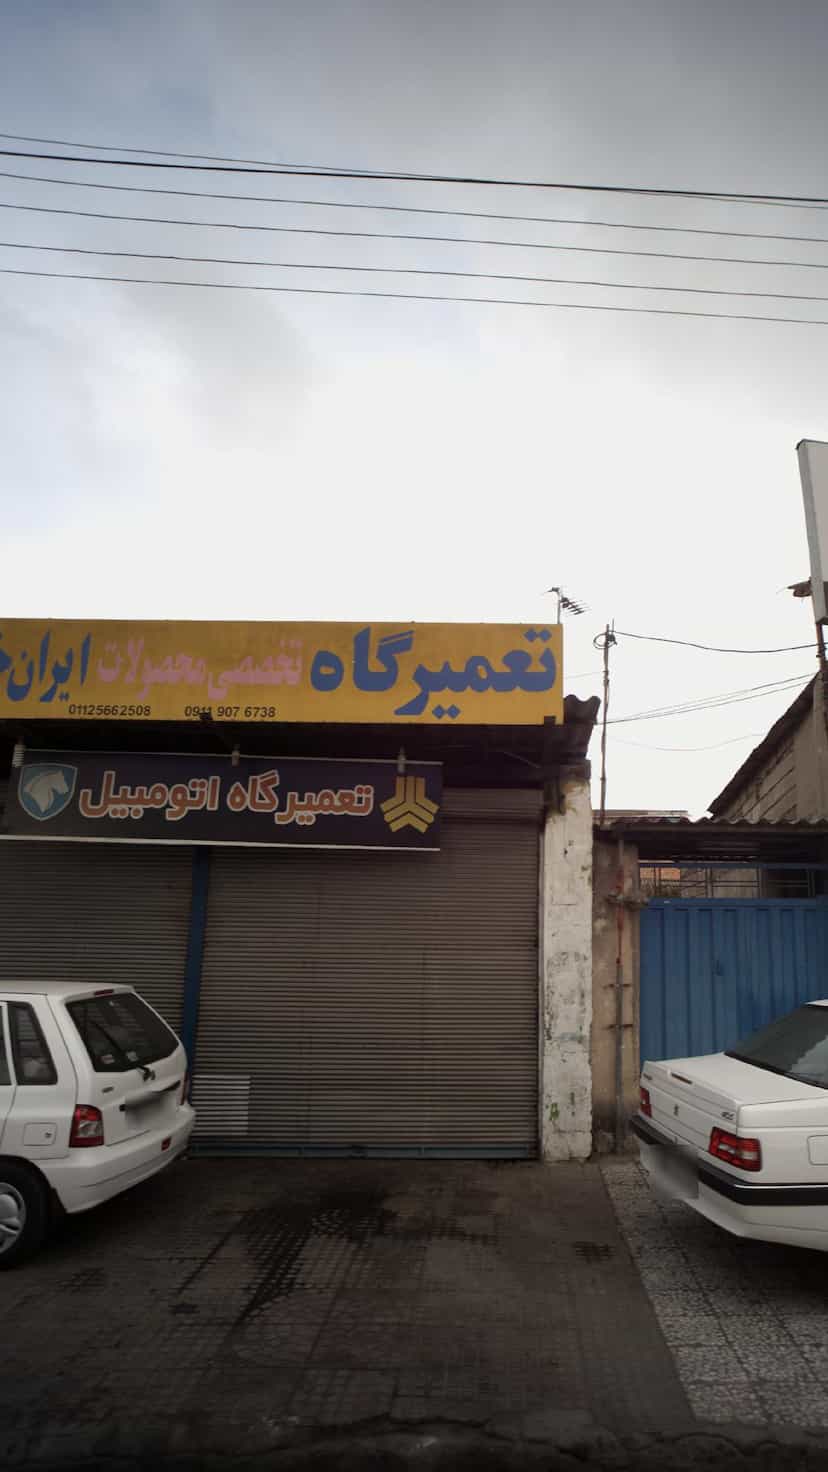 تعمیرگاه تخصصی محصولات ایران
01125662508 0911 907 6738
تعمیرگاه اتومبیل